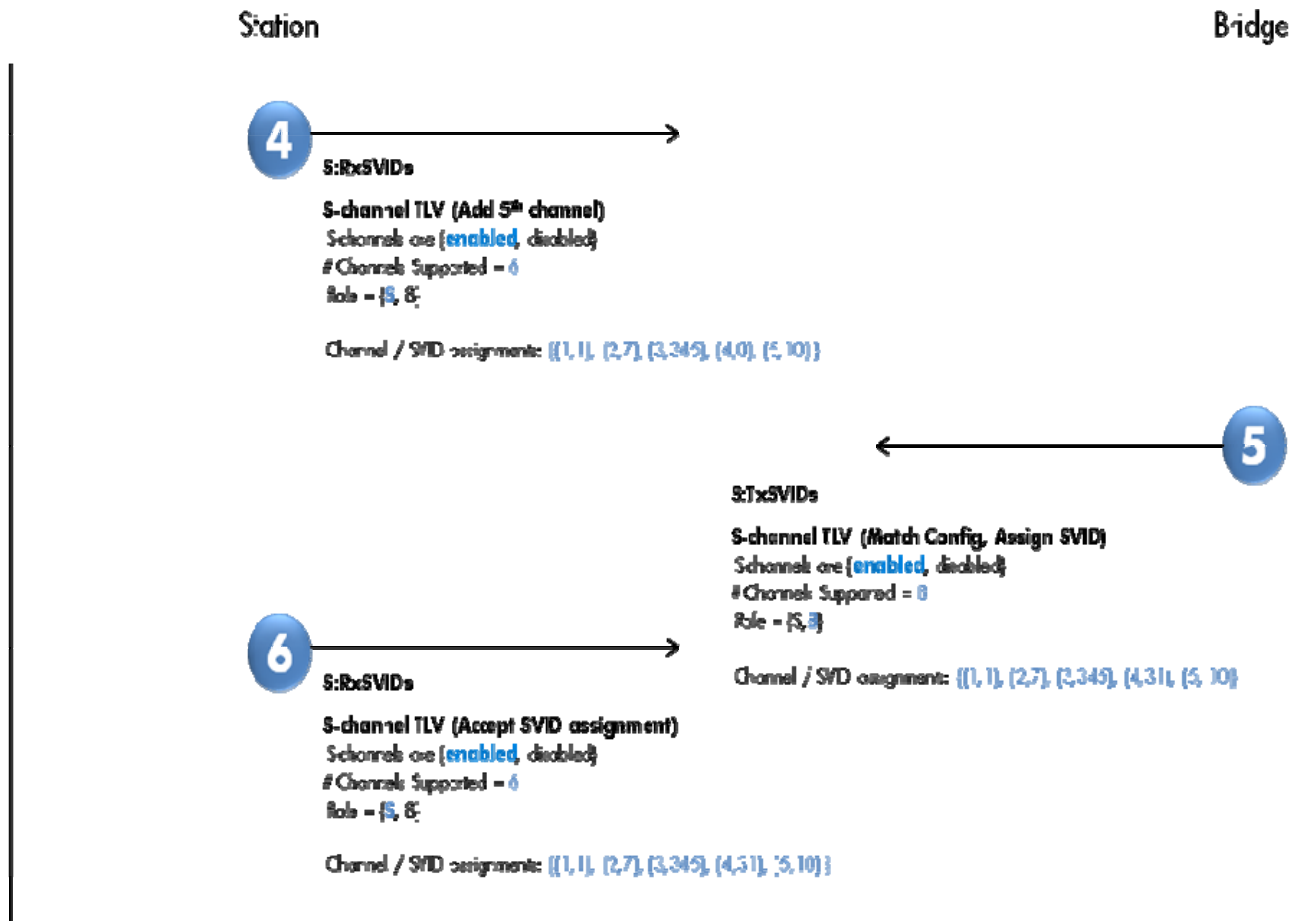 Station
Bridge
4
S:RxSVIDs
S-channel TLV (Add 5th channel)
S-channels are {enabled, disabled}
# Channels Supported = 6
Role = {S, B}
Channel / SVID assignments: {(1,1), (2,7), (3,345), (4,0), (5,10)}
5
S:TxSVIDs
S-channel TLV (Match Config, Assign SVID)
S-channels are {enabled, disabled}
# Channels Supported = 8
Role = {S, B}
Channel / SVID assignments: {(1,1), (2,7), (3,345), (4,31), (5, 10)}
6
S:RxSVIDs
S-channel TLV (Accept SVID assignment)
S-channels are {enabled, disabled}
# Channels Supported = 6
Role = {S, B}
Channel / SVID assignments: {(1,1), (2,7), (3,345), (4,31), (5,10)}